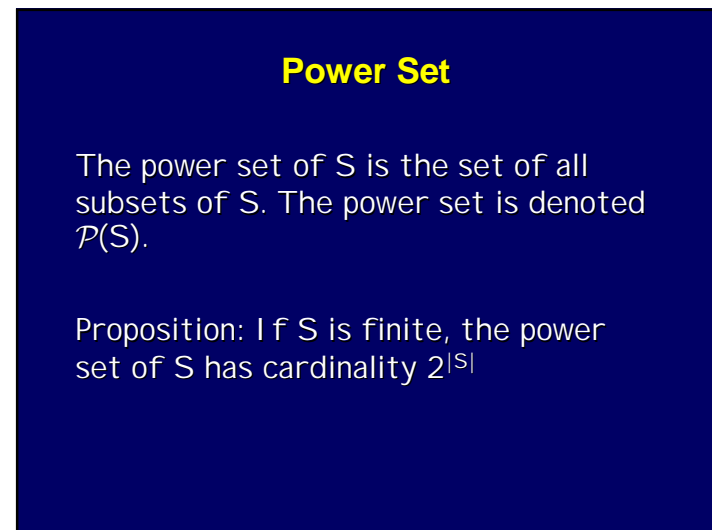 Power Set
The power set of S is the set of all
subsets of S. The power set is denoted
𝒫(S).
Proposition: If S is finite, the power
set of S has cardinality 2^|S|